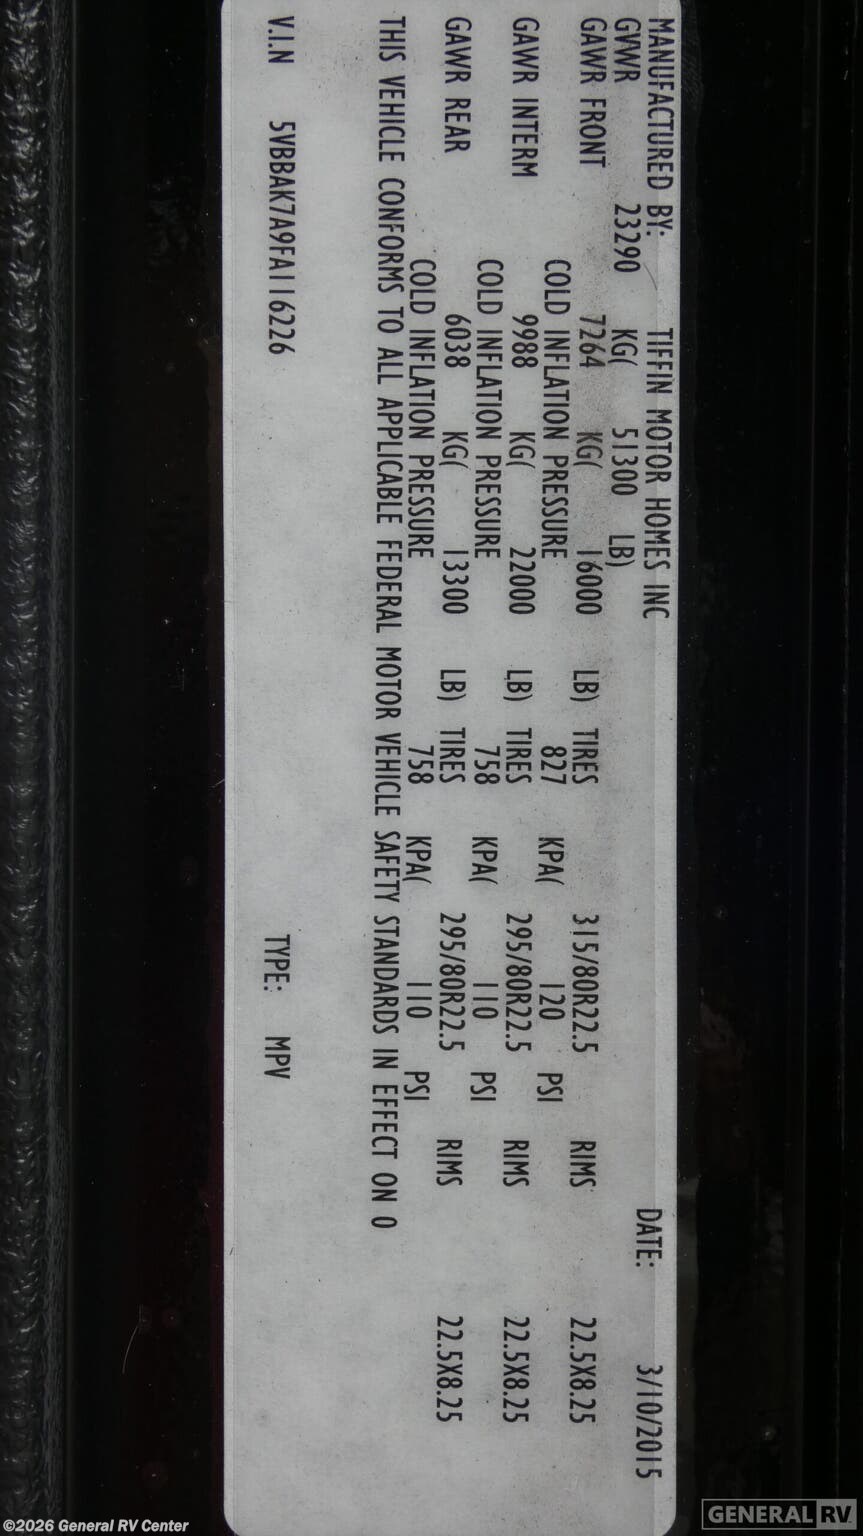 MANUFACTURED BY: TIFFIN MOTOR HOMES INC DATE: 3/10/2015
GVWR 23290 KG( 51300 LB)
GAWR FRONT 7264 KG( 16000 LB) TIRES 315/80R22.5 RIMS 22.5X8.25
COLD INFLATION PRESSURE 827 KPA( 120 PSI
GAWR INTERM 9988 KG( 22000 LB) TIRES 295/80R22.5 RIMS 22.5X8.25
COLD INFLATION PRESSURE 758 KPA( 110 PSI
GAWR REAR 6038 KG( 13300 LB) TIRES 295/80R22.5 RIMS 22.5X8.25
COLD INFLATION PRESSURE 758 KPA( 110 PSI
THIS VEHICLE CONFORMS TO ALL APPLICABLE FEDERAL MOTOR VEHICLE SAFETY STANDARDS IN EFFECT ON 0
V.I.N 5VBBAK7A9FA116226 TYPE: MPV
©2026 General RV Center
GENERAL RV